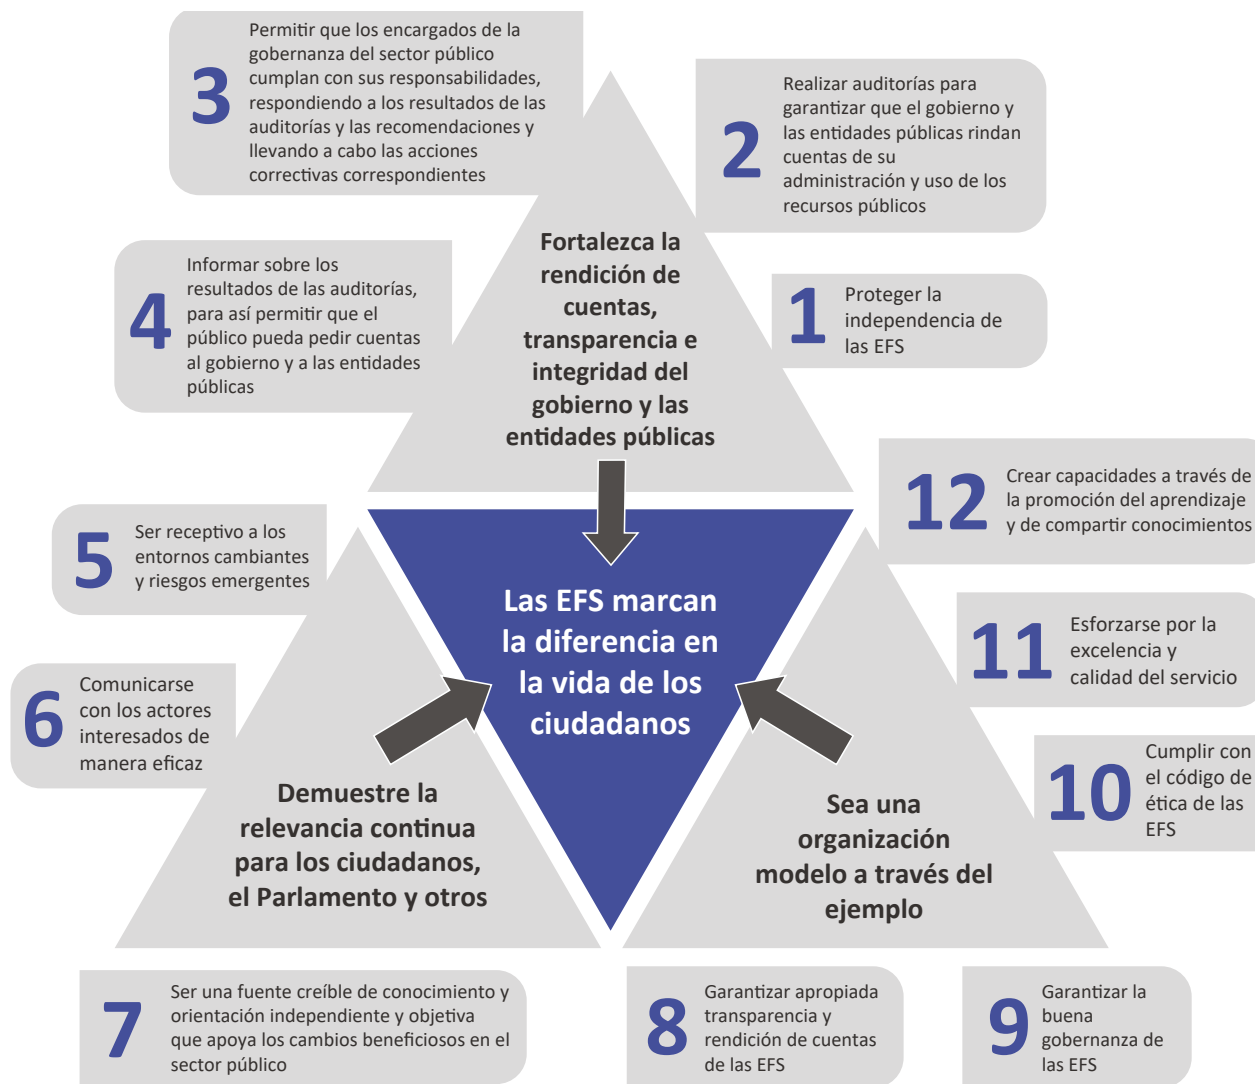 3
Permitir que los encargados de la
gobernanza del sector público
cumplan con sus responsabilidades,
respondiendo a los resultados de las
auditorías y las recomendaciones y
llevando a cabo las acciones
correctivas correspondientes
2
Realizar auditorías para
garantizar que el gobierno y
las entidades públicas rindan
cuentas de su
administración y uso de los
recursos públicos
Fortalezca la
rendición de
cuentas,
transparencia e
integridad del
gobierno y las
entidades públicas
4
Informar sobre los
resultados de las auditorías,
para así permitir que el
público pueda pedir cuentas
al gobierno y a las entidades
públicas
1
Proteger la
independencia de
las EFS
12
Crear capacidades a través de
la promoción del aprendizaje
y de compartir conocimientos
5
Ser receptivo a los
entornos cambiantes
y riesgos emergentes
Las EFS marcan
la diferencia en
la vida de los
ciudadanos
11
Esforzarse por la
excelencia y
calidad del servicio
6
Comunicarse
con los actores
interesados de
manera eficaz
10
Cumplir con
el código de
ética de las
EFS
Demuestre la
relevancia continua
para los ciudadanos,
el Parlamento y otros
Sea una
organización
modelo a través del
ejemplo
7
Ser una fuente creíble de conocimiento y
orientación independiente y objetiva
que apoya los cambios beneficiosos en el
sector público
8
Garantizar apropiada
transparencia y
rendición de cuentas
de las EFS
9
Garantizar la
buena
gobernanza de
las EFS